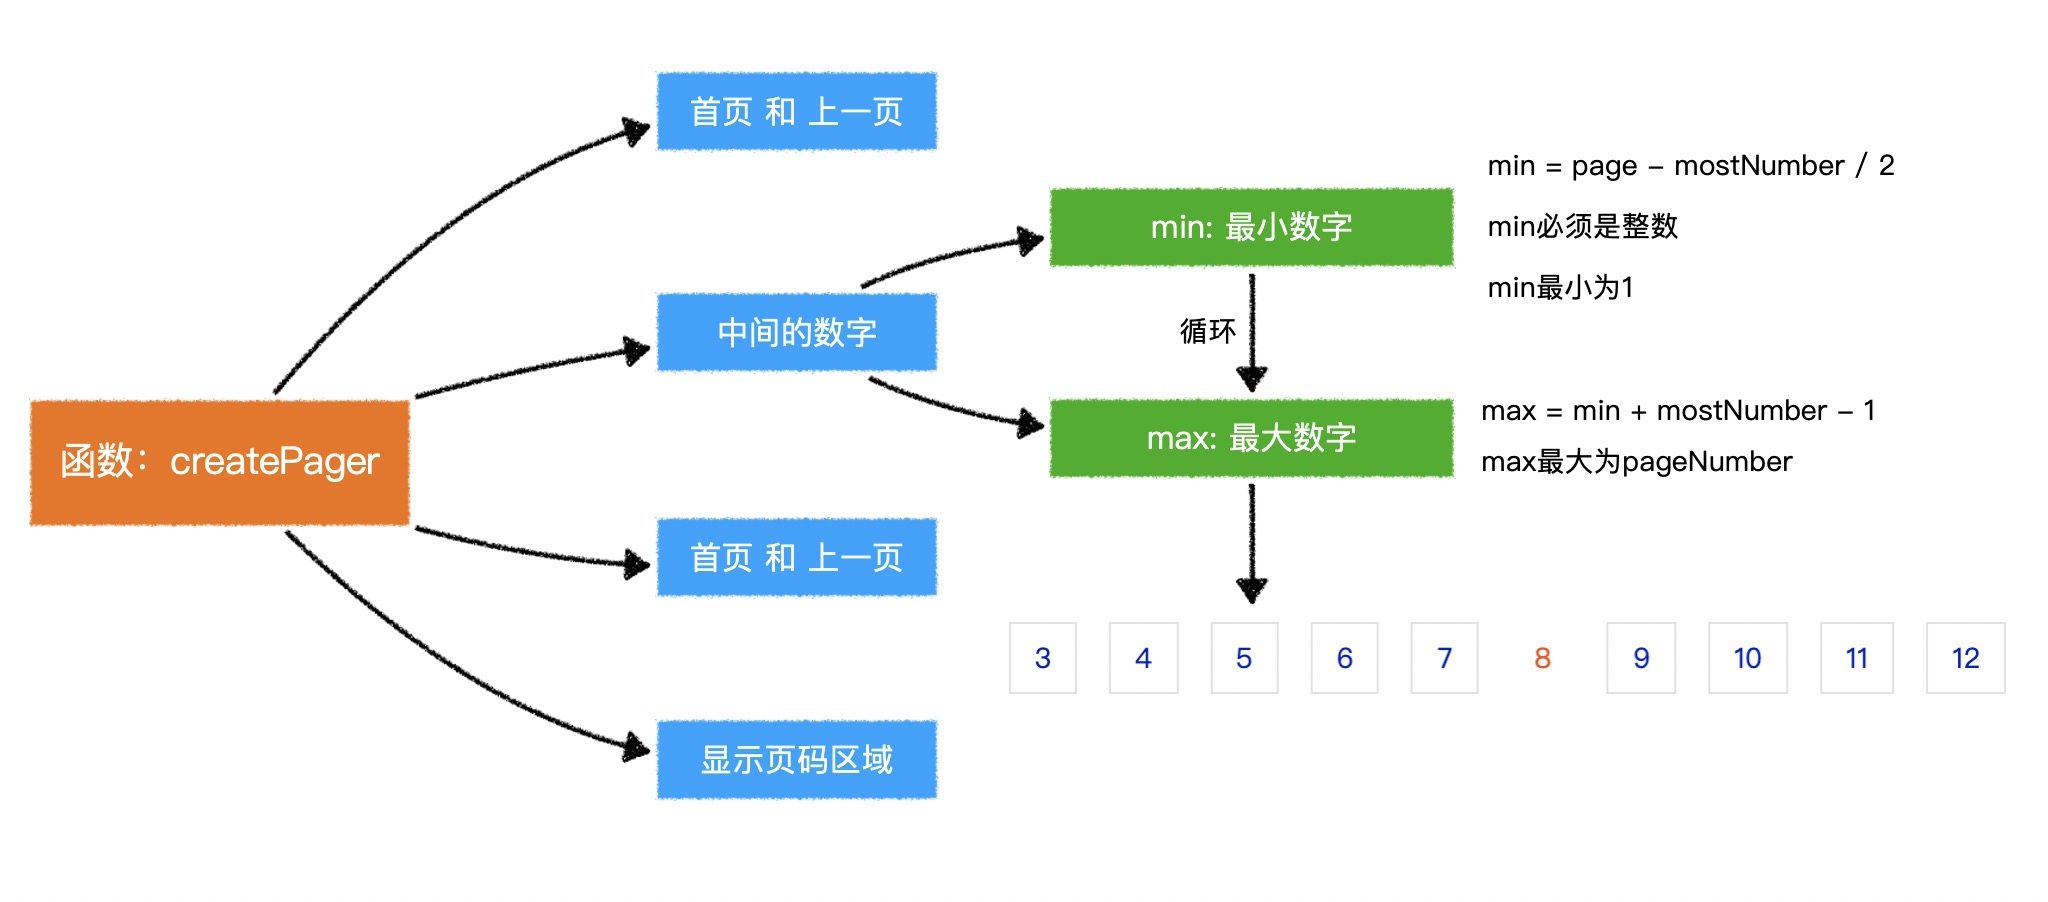 首页 和 上一页
min = page - mostNumber / 2
min: 最小数字
min必须是整数
min最小为1
中间的数字
循环
max = min + mostNumber - 1
max: 最大数字
max最大为pageNumber
函数：createPager
首页 和 上一页
3 4 5 6 7 8 9 10 11 12
显示页码区域